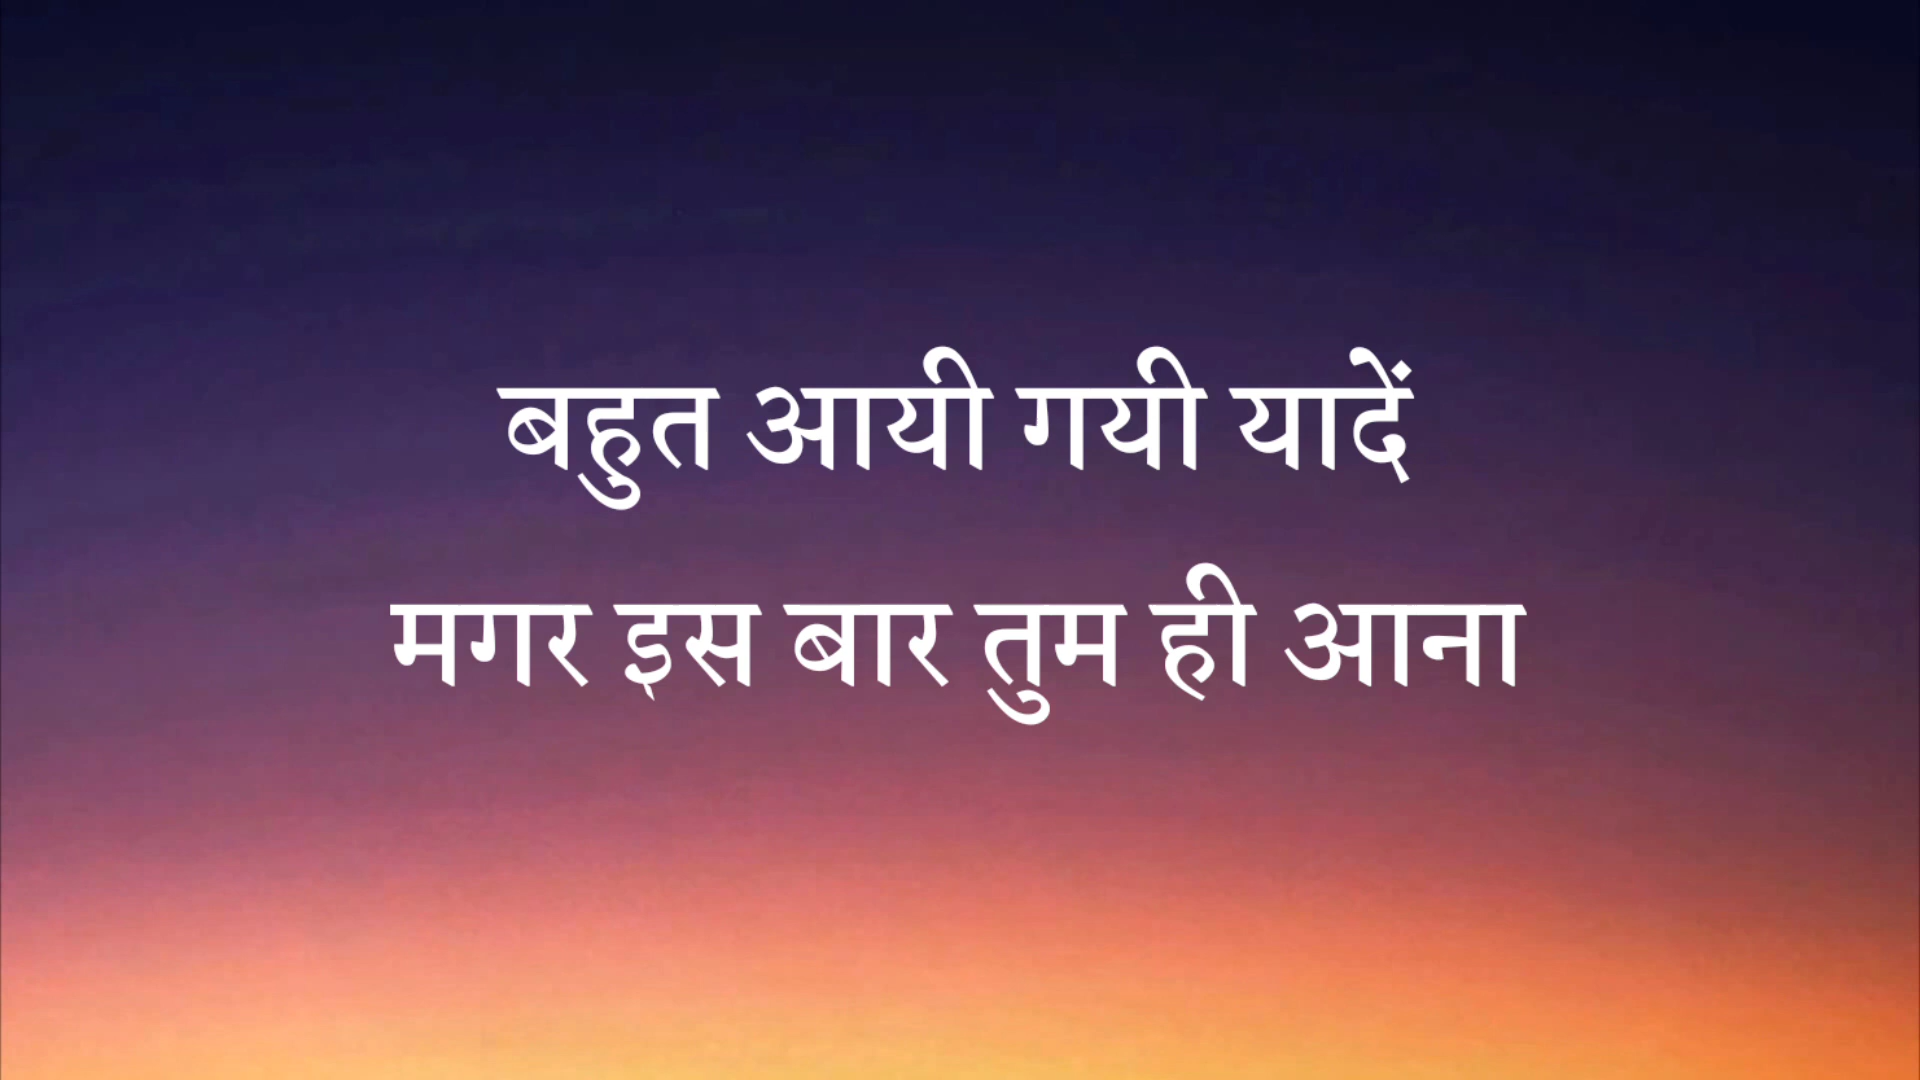 बहुत आयी गयी यादें
मगर इस बार तुम ही आना